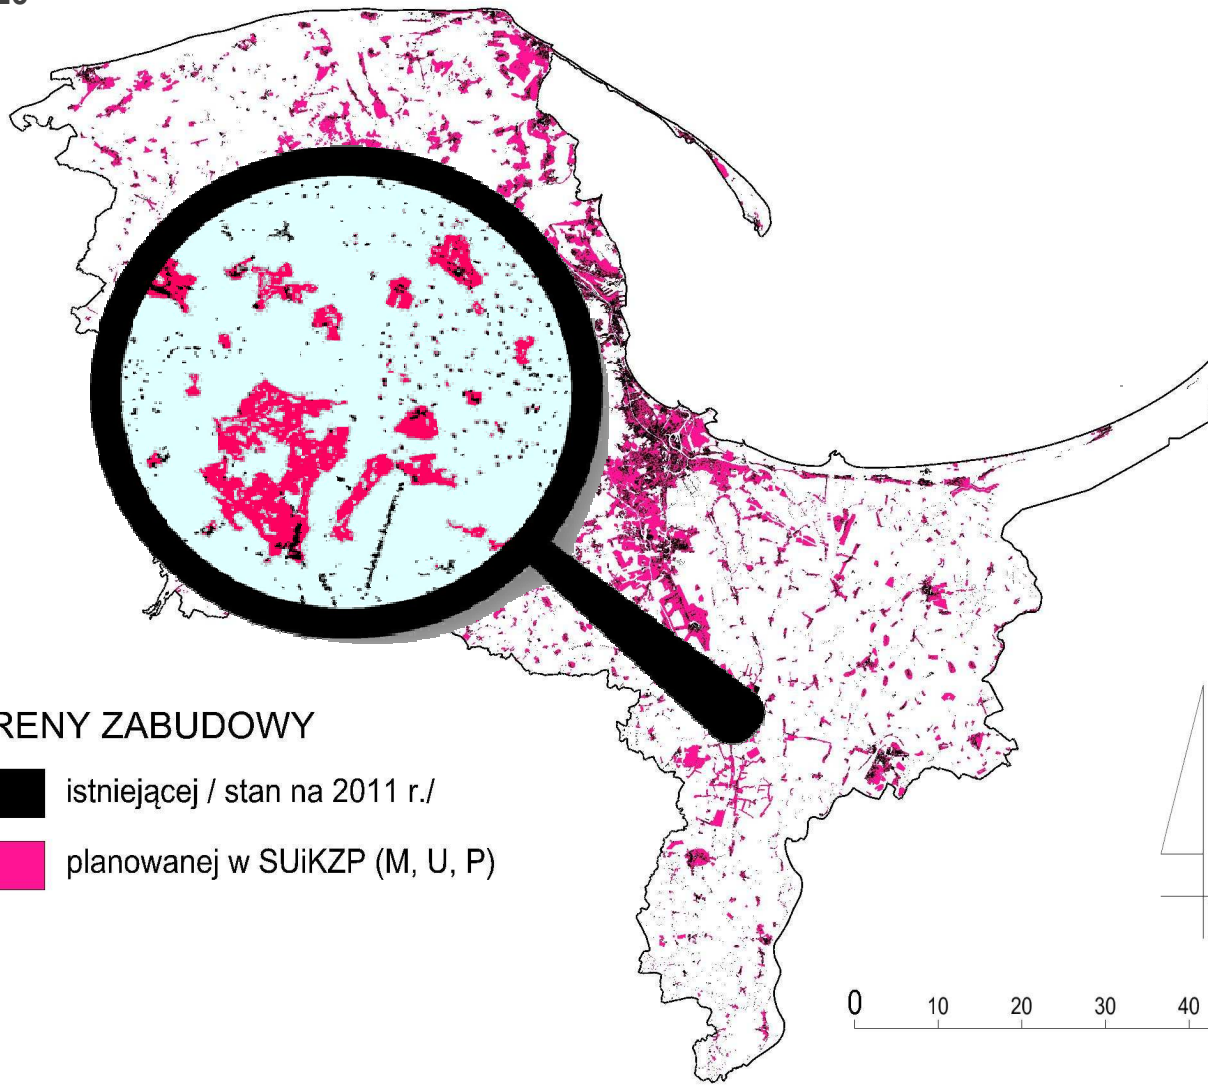 RENY ZABUDOWY
istniejącej / stan na 2011 r./
planowanej w SUiKZP (M, U, P)
0 10 20 30 40